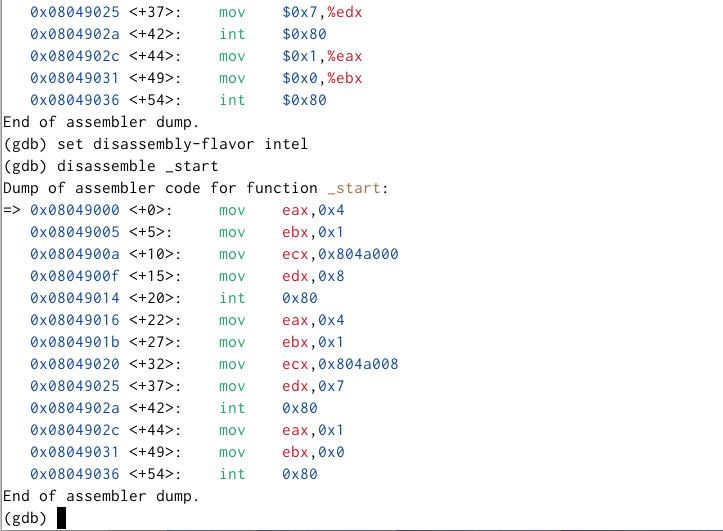 0x08049025 <+37>:    mov    $0x7,%edx
   0x0804902a <+42>:    int    $0x80
   0x0804902c <+44>:    mov    $0x1,%eax
   0x08049031 <+49>:    mov    $0x0,%ebx
   0x08049036 <+54>:    int    $0x80
End of assembler dump.
(gdb) set disassembly-flavor intel
(gdb) disassemble _start
Dump of assembler code for function _start:
=> 0x08049000 <+0>:     mov    eax,0x4
   0x08049005 <+5>:     mov    ebx,0x1
   0x0804900a <+10>:    mov    ecx,0x804a000
   0x0804900f <+15>:    mov    edx,0x8
   0x08049014 <+20>:    int    0x80
   0x08049016 <+22>:    mov    eax,0x4
   0x0804901b <+27>:    mov    ebx,0x1
   0x08049020 <+32>:    mov    ecx,0x804a008
   0x08049025 <+37>:    mov    edx,0x7
   0x0804902a <+42>:    int    0x80
   0x0804902c <+44>:    mov    eax,0x1
   0x08049031 <+49>:    mov    ebx,0x0
   0x08049036 <+54>:    int    0x80
End of assembler dump.
(gdb)